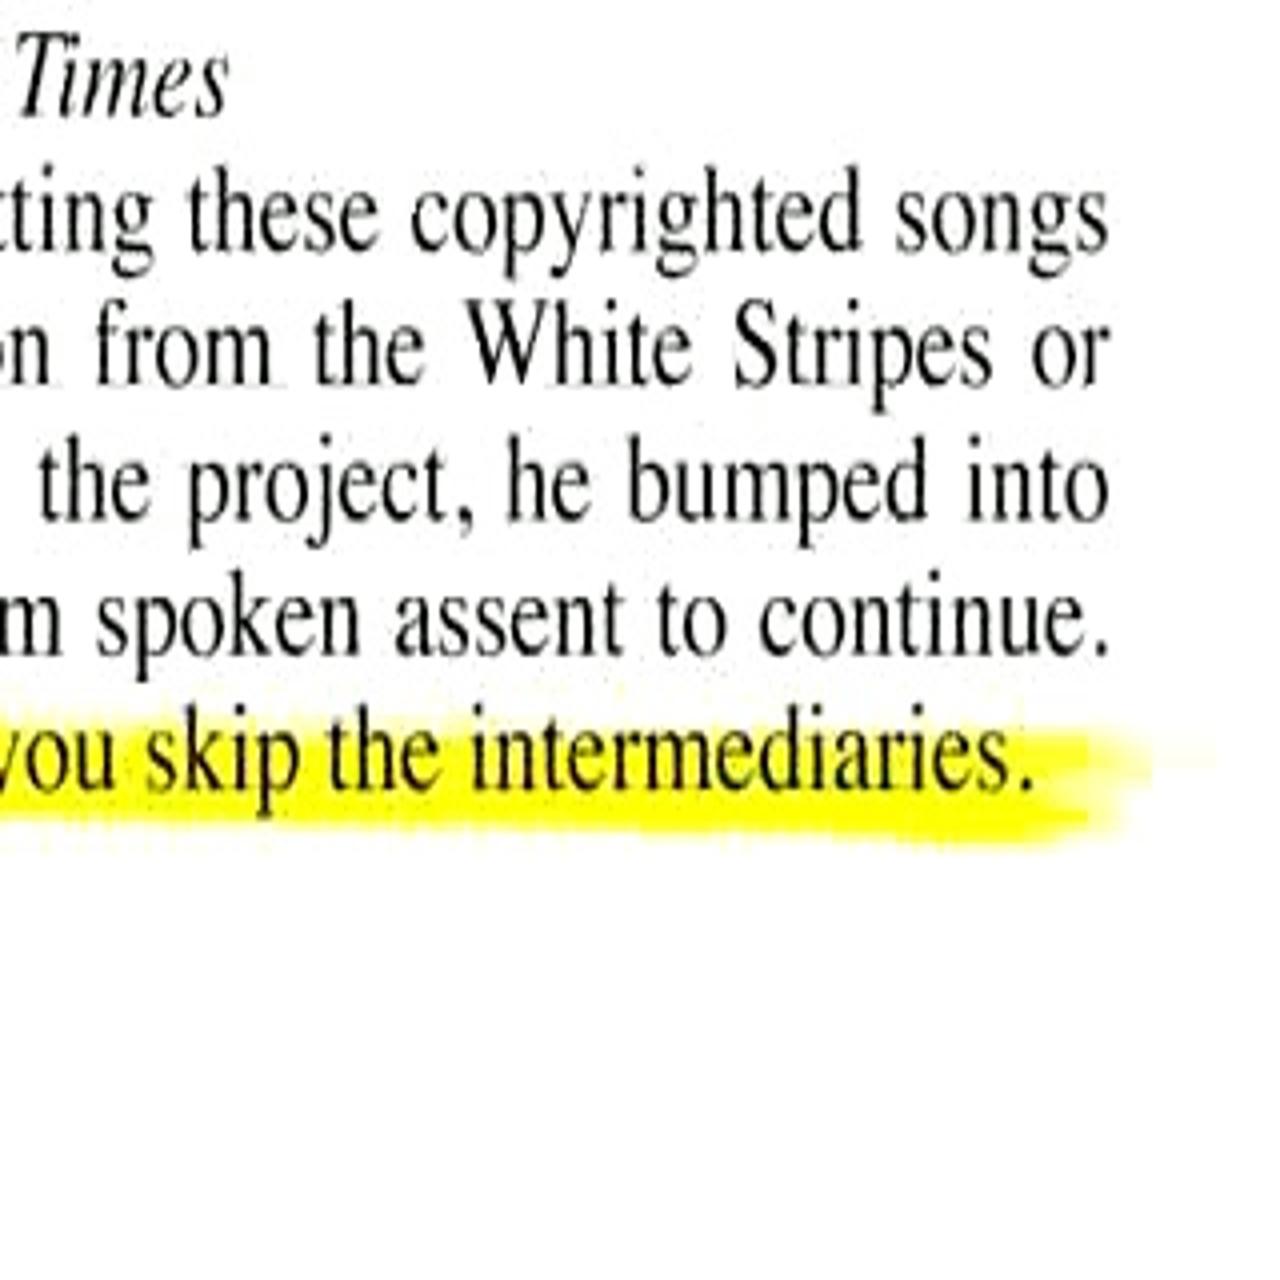 Times
tting these copyrighted songs
on from the White Stripes or
the project, he bumped into
m spoken assent to continue.
you skip the intermediaries.